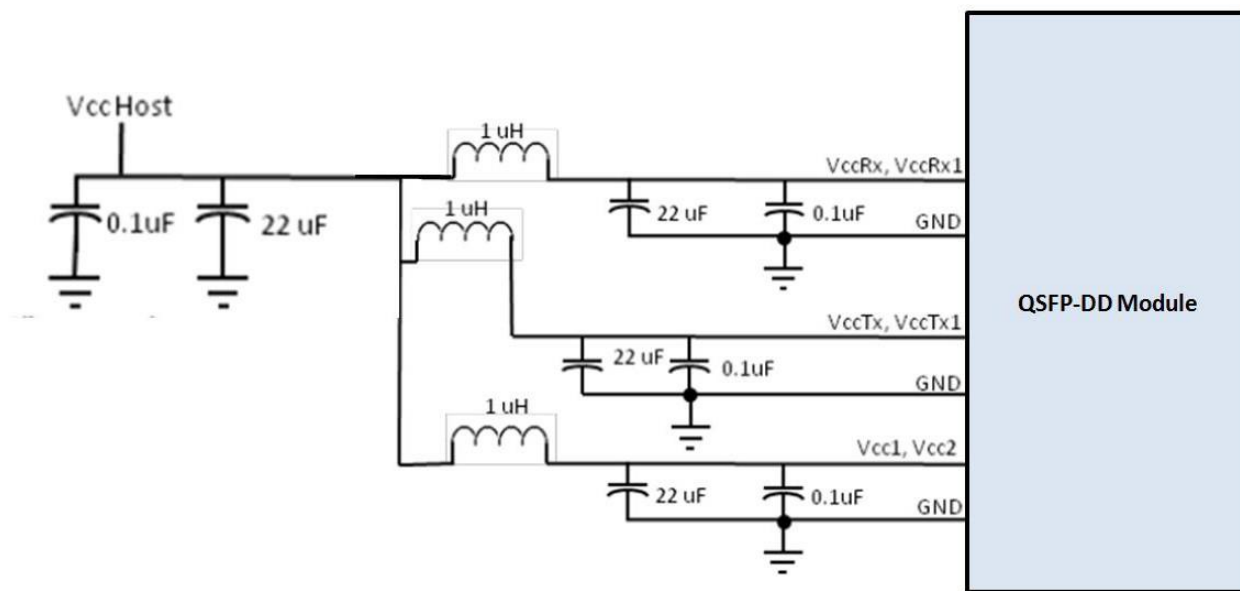 VccHost
0.1uF
22 uF
1 uH
VccRx, VccRx1
22 uF
0.1uF
GND
1 uH
QSFP-DD Module
VccTx, VccTx1
22 uF
0.1uF
GND
1 uH
Vcc1, Vcc2
22 uF
0.1uF
GND